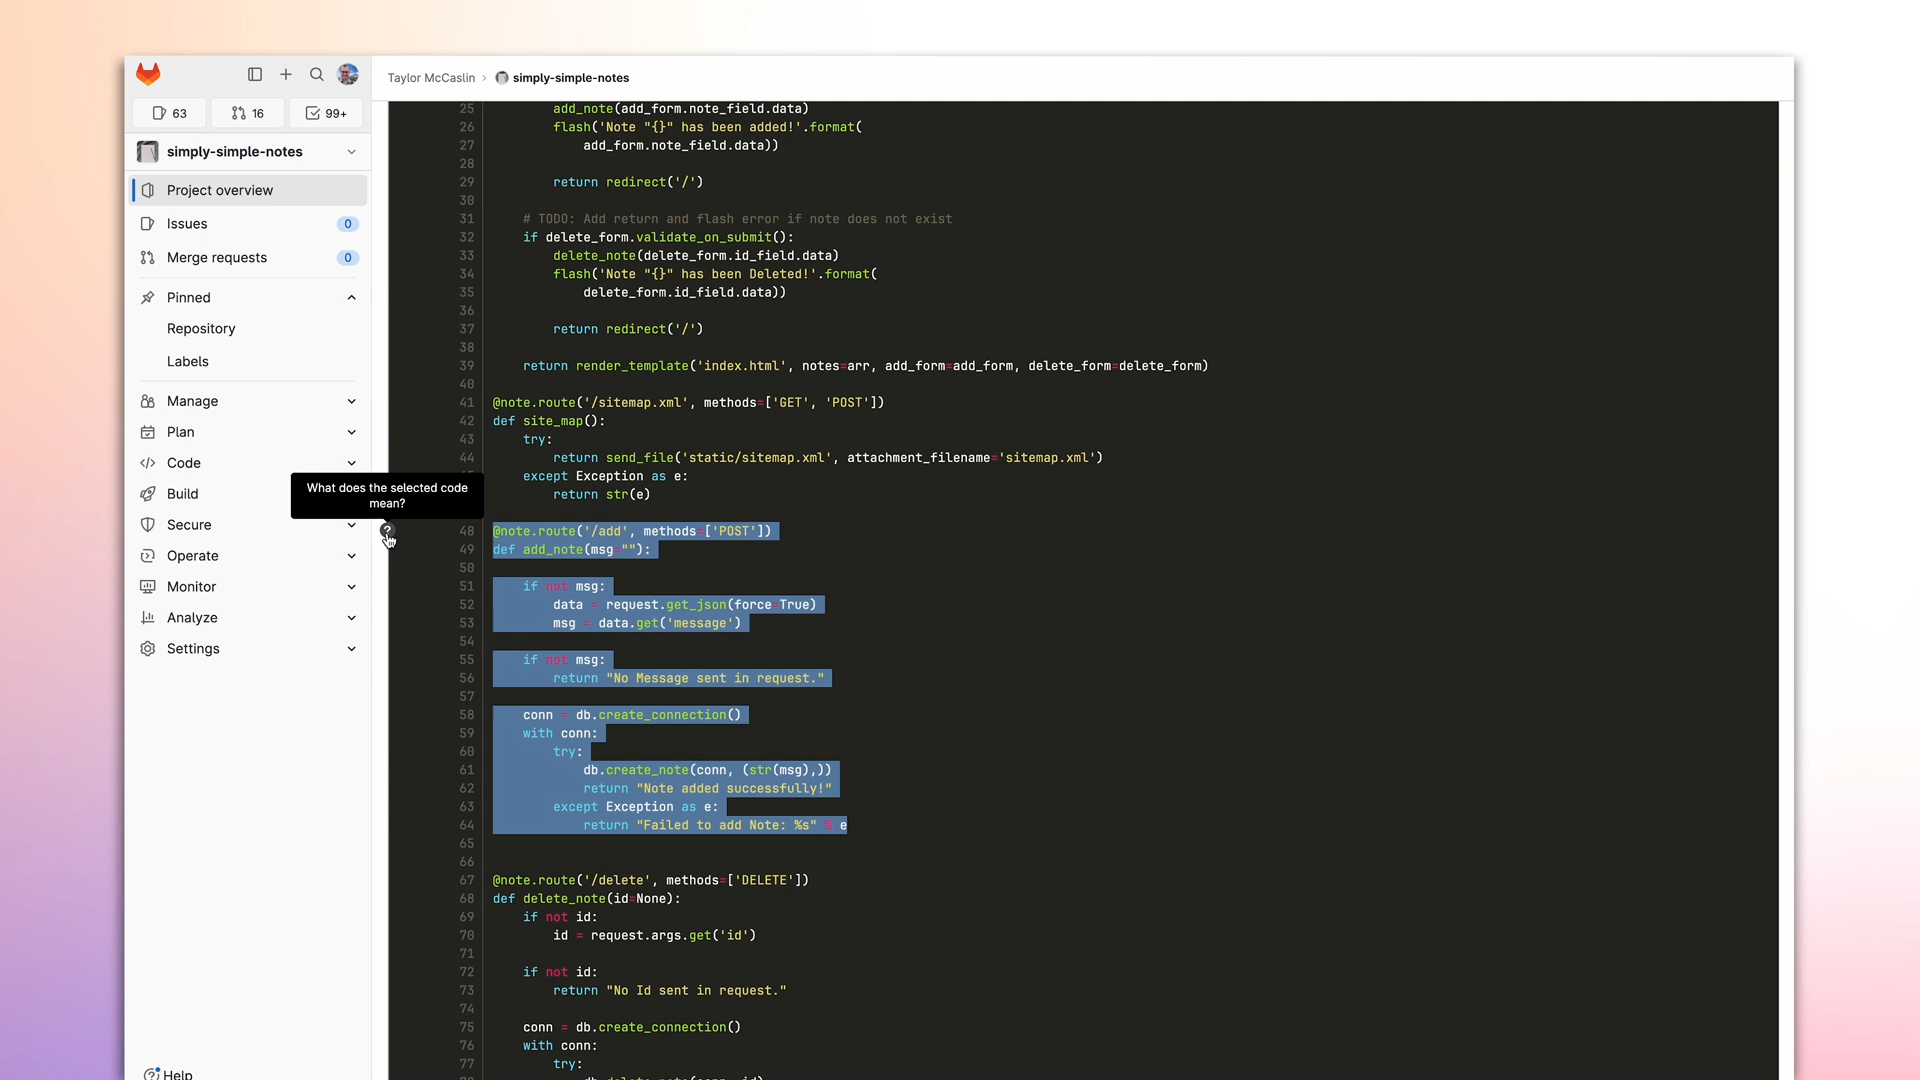 Taylor McCaslin › simply-simple-notes
63
16
99+
simply-simple-notes
Project overview
Issues 0
Merge requests 0
Pinned
Repository
Labels
Manage
Plan
Code
Build
Secure
Operate
Monitor
Analyze
Settings
Help
What does the selected code
mean?
25         add_note(add_form.note_field.data)
26         flash('Note "{}" has been added!'.format(
27             add_form.note_field.data))
28
29         return redirect('/')
30
31     # TODO: Add return and flash error if note does not exist
32     if delete_form.validate_on_submit():
33         delete_note(delete_form.id_field.data)
34         flash('Note "{}" has been Deleted!'.format(
35             delete_form.id_field.data))
36
37         return redirect('/')
38
39     return render_template('index.html', notes=arr, add_form=add_form, delete_form=delete_form)
40
41 @note.route('/sitemap.xml', methods=['GET', 'POST'])
42 def site_map():
43     try:
44         return send_file('static/sitemap.xml', attachment_filename='sitemap.xml')
except Exception as e:
46         return str(e)
48 @note.route('/add', methods=['POST'])
49 def add_note(msg=""):
50
51     if not msg:
52         data = request.get_json(force=True)
53         msg = data.get('message')
54
55     if not msg:
56         return "No Message sent in request."
57
58     conn = db.create_connection()
59     with conn:
60         try:
61             db.create_note(conn, (str(msg),))
62             return "Note added successfully!"
63         except Exception as e:
64             return "Failed to add Note: %s" % e
65
66
67 @note.route('/delete', methods=['DELETE'])
68 def delete_note(id=None):
69     if not id:
70         id = request.args.get('id')
71
72     if not id:
73         return "No Id sent in request."
74
75     conn = db.create_connection()
76     with conn:
77         try: